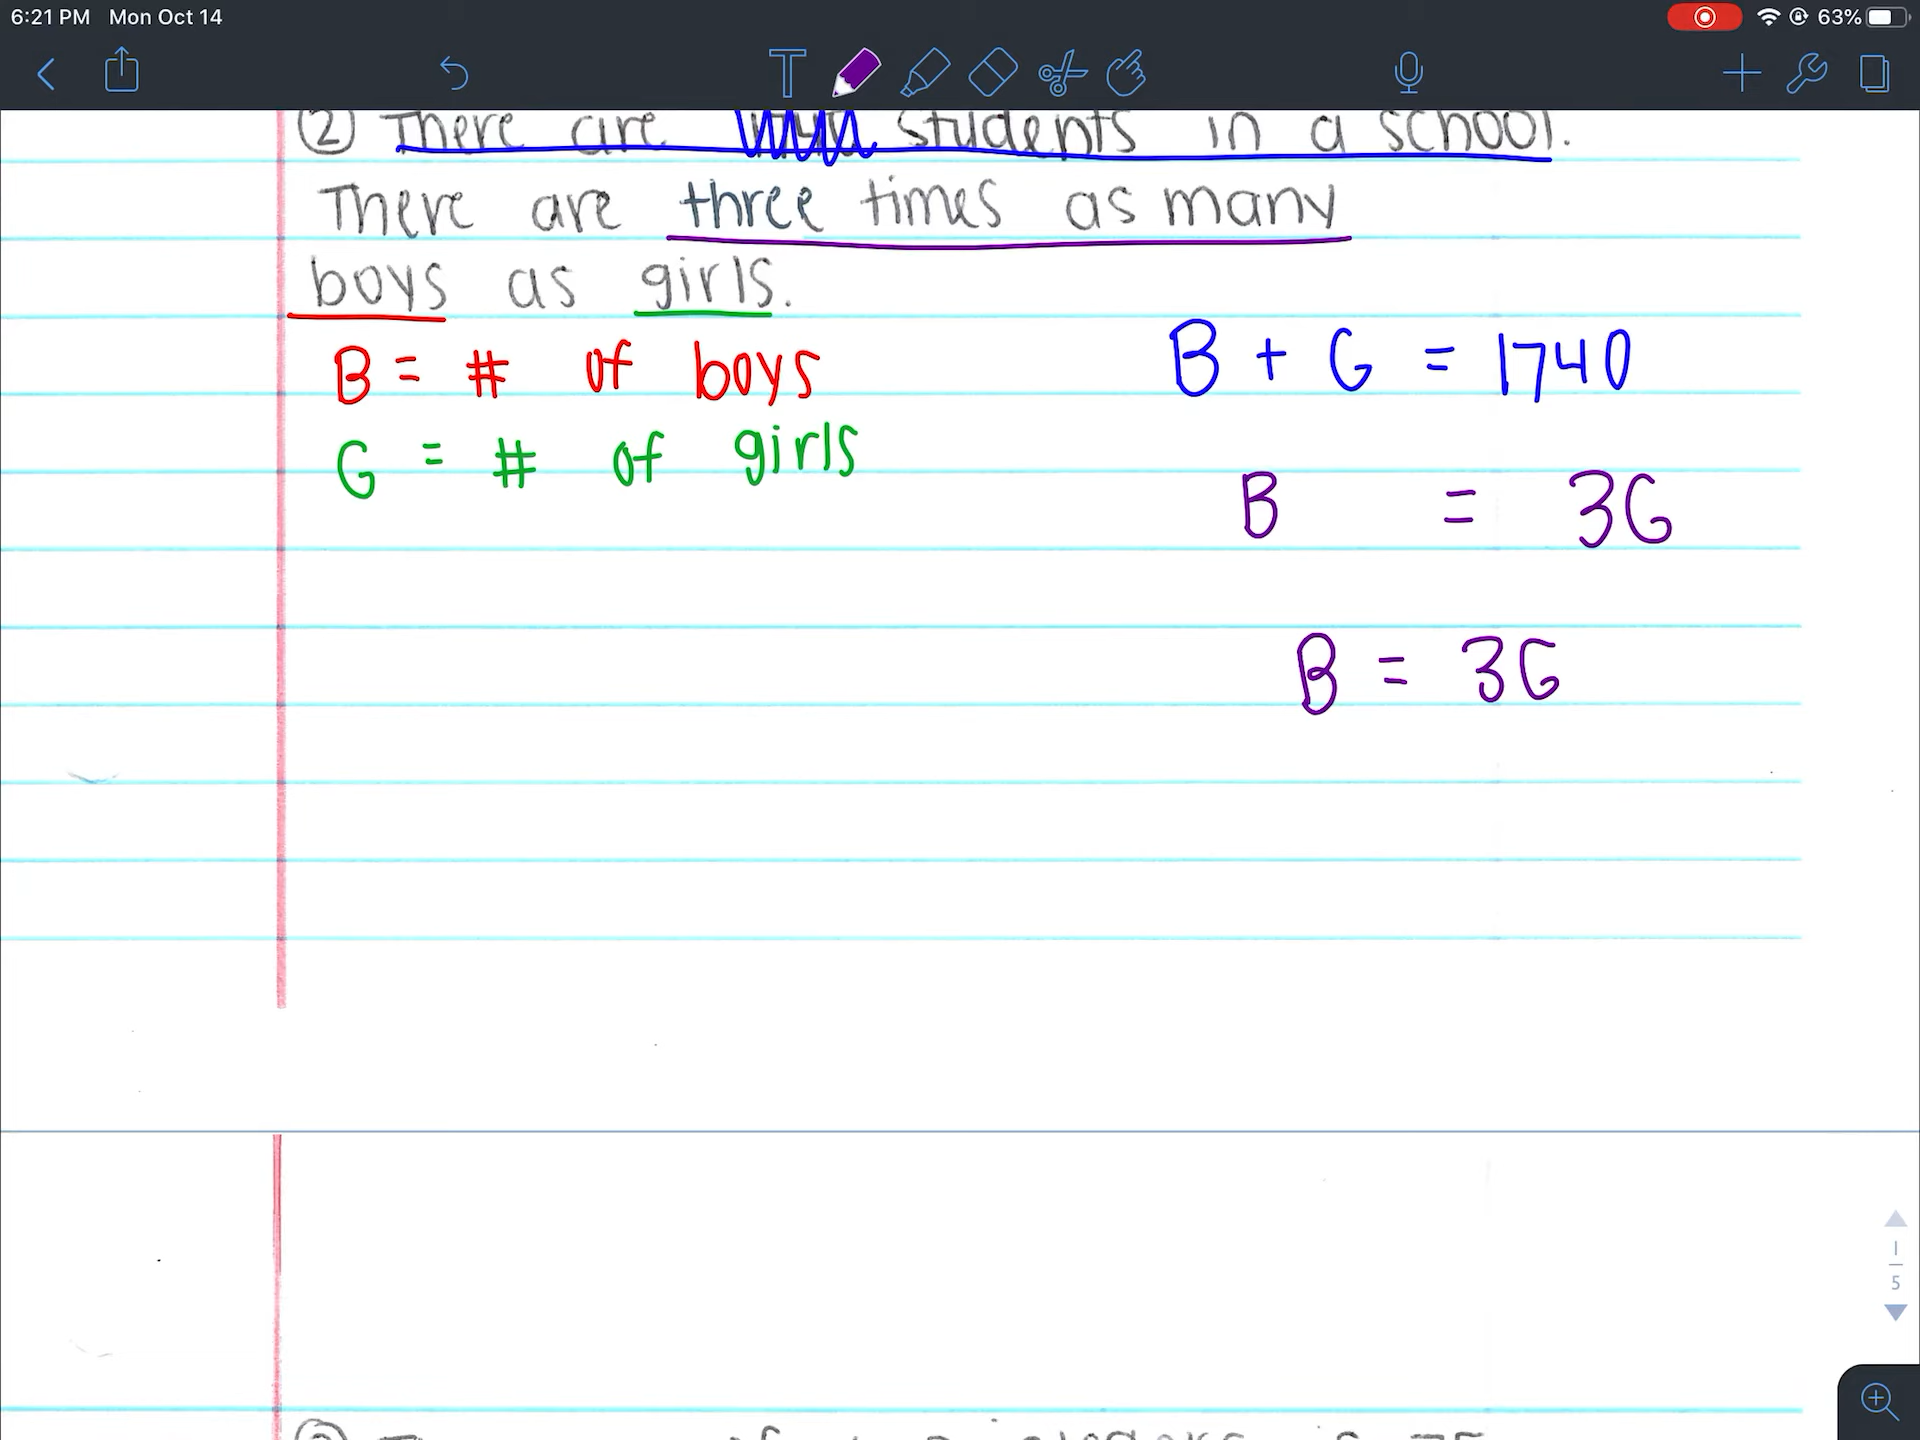 6:21 PM Mon Oct 14
63%
T
② There are students in a school.
There are three times as many
boys as girls.
B = # of boys
B + G = 1740
G = # of girls
B = 3G
B = 3G
1
5